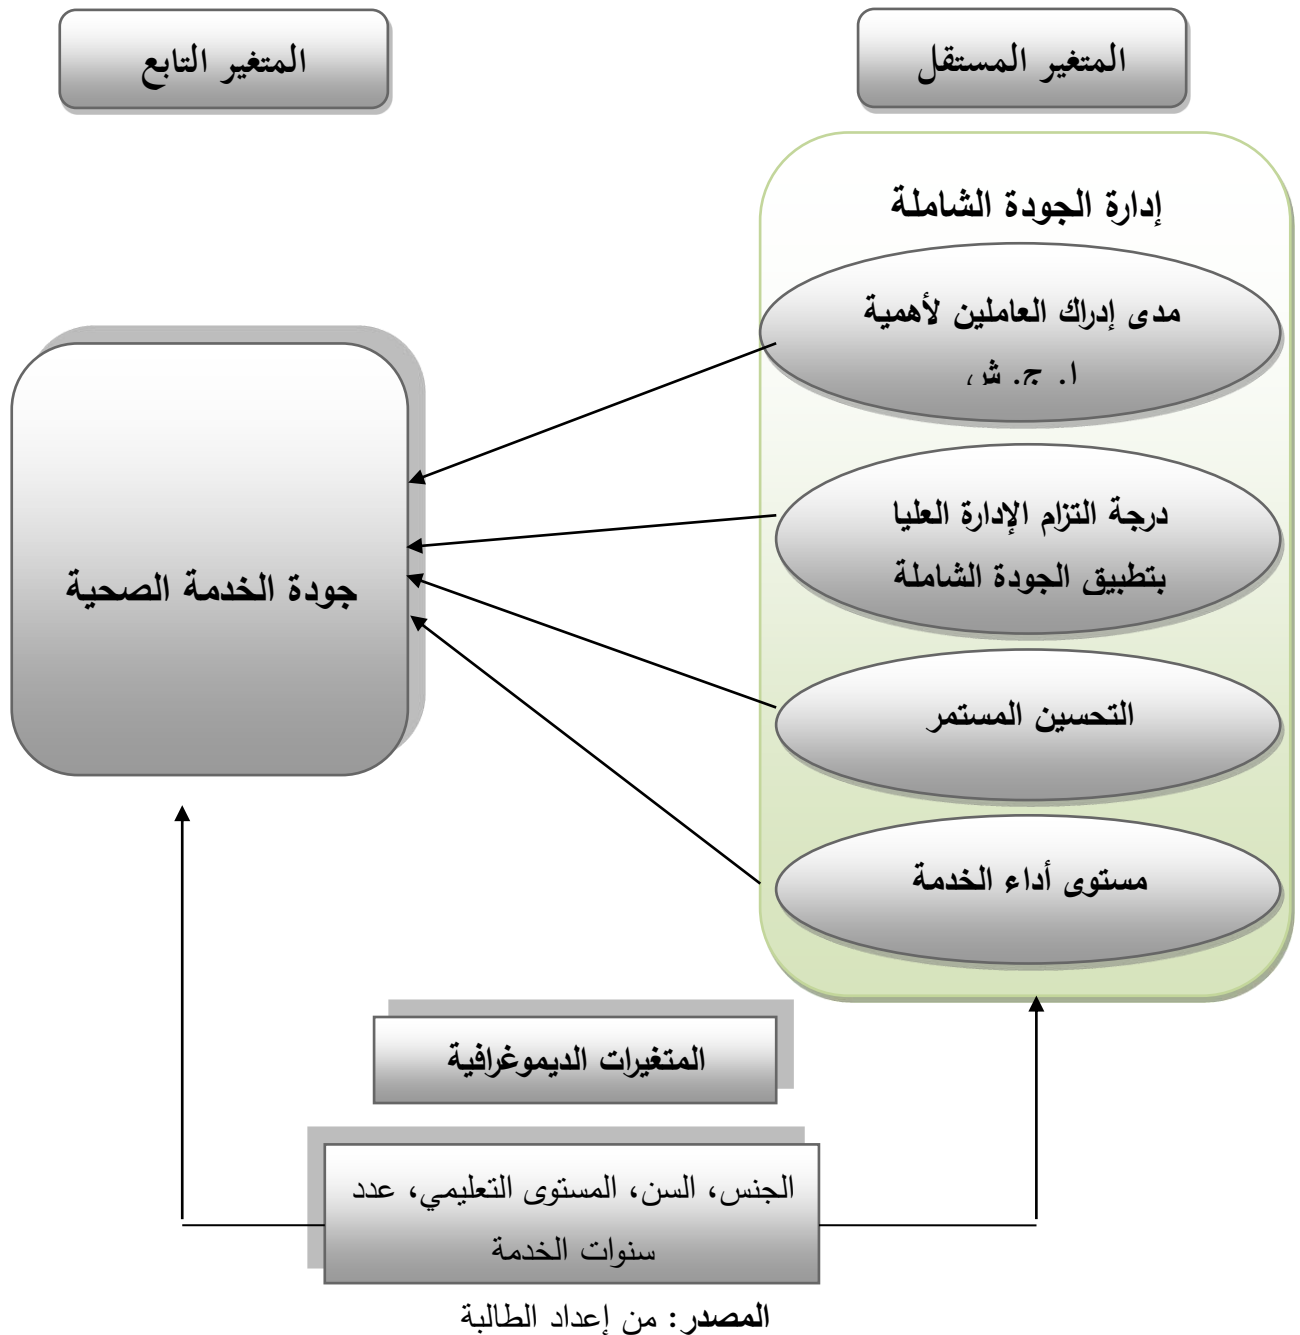 المتغير المستقل
المتغير التابع
إدارة الجودة الشاملة
مدى إدراك العاملين لأهمية
ا. ج. ش
درجة التزام الإدارة العليا
بتطبيق الجودة الشاملة
التحسين المستمر
مستوى أداء الخدمة
جودة الخدمة الصحية
المتغيرات الديموغرافية
الجنس، السن، المستوى التعليمي، عدد
سنوات الخدمة
المصدر: من إعداد الطالبة